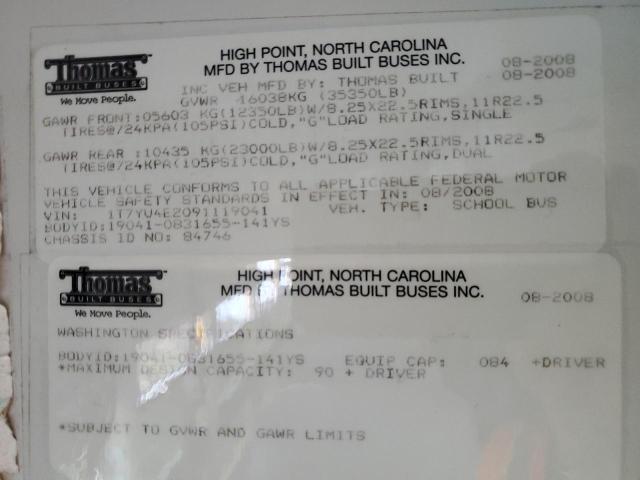 Thomas™
BUILT BUSES
We Move People.
HIGH POINT, NORTH CAROLINA
MFD BY THOMAS BUILT BUSES INC. 08-2008
INC VEH MFD BY: THOMAS BUILT 08-2008
GVWR 16038KG (35350LB)
GAWR FRONT:05603 KG(12350LB)W/8.25X22.5RIMS,11R22.5
TIRES@/24KPA(105PSI)COLD,"G"LOAD RATING,SINGLE
GAWR REAR :10435 KG(23000LB)W/8.25X22.5RIMS,11R22.5
TIRES@/24KPA(105PSI)COLD,"G"LOAD RATING,DUAL
THIS VEHICLE CONFORMS TO ALL APPLICABLE FEDERAL MOTOR
VEHICLE SAFETY STANDARDS IN EFFECT IN: 08/2008
VIN: 1T7YU4E2091119041 VEH. TYPE: SCHOOL BUS
BODYID:19041-0831655-141YS
CHASSIS ID NO: 84746
Thomas™
BUILT BUSES
We Move People.
HIGH POINT, NORTH CAROLINA
MFD BY THOMAS BUILT BUSES INC. 08-2008
WASHINGTON SPECIFICATIONS
BODYID:19041-0831655-141YS EQUIP CAP: 084 +DRIVER
*MAXIMUM DESIGN CAPACITY: 90 + DRIVER
*SUBJECT TO GVWR AND GAWR LIMITS